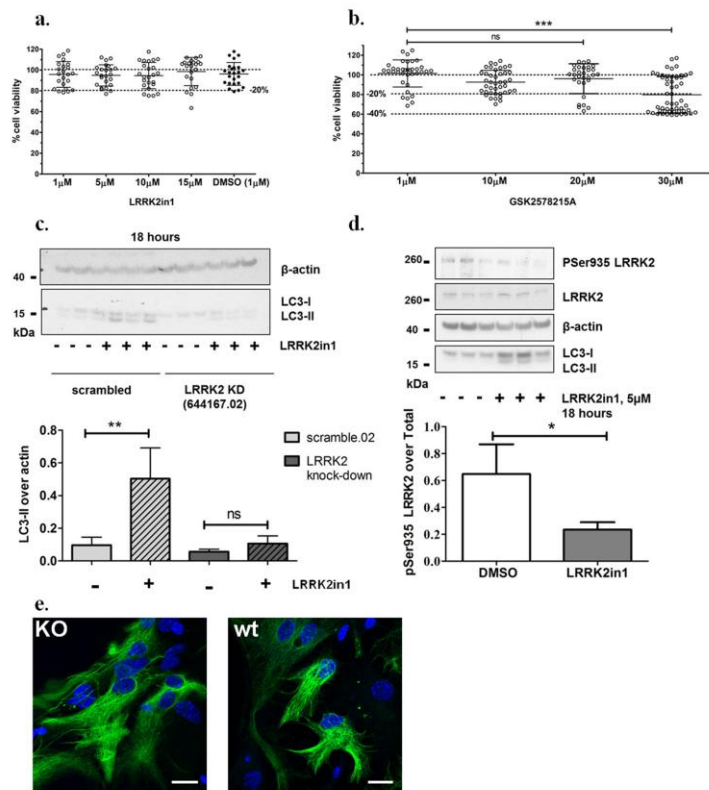 a.
120
100
80
60
40
20
0
% cell viability
-20%
1µM 5µM 10µM 15µM DMSO (1µM)
LRRK2in1
b.
***
ns
120
100
80
60
40
20
0
% cell viability
-20%
-40%
1µM 10µM 20µM 30µM
GSK2578215A
c.
18 hours
β-actin
40
LC3-I
15
LC3-II
kDa
- - - + + + - - - + + + LRRK2in1
scrambled LRRK2 KD
(644167.02)
0.8
0.6
0.4
0.2
0.0
LC3-II over actin
**
ns
scramble.02
LRRK2
knock-down
- + - + LRRK2in1
d.
260 PSer935 LRRK2
260 LRRK2
40 β-actin
LC3-I
15
LC3-II
kDa
- - - + + + LRRK2in1, 5µM
18 hours
1.0
0.8
0.6
0.4
0.2
0.0
pSer935 LRRK2 over Total
*
DMSO LRRK2in1
e.
KO wt